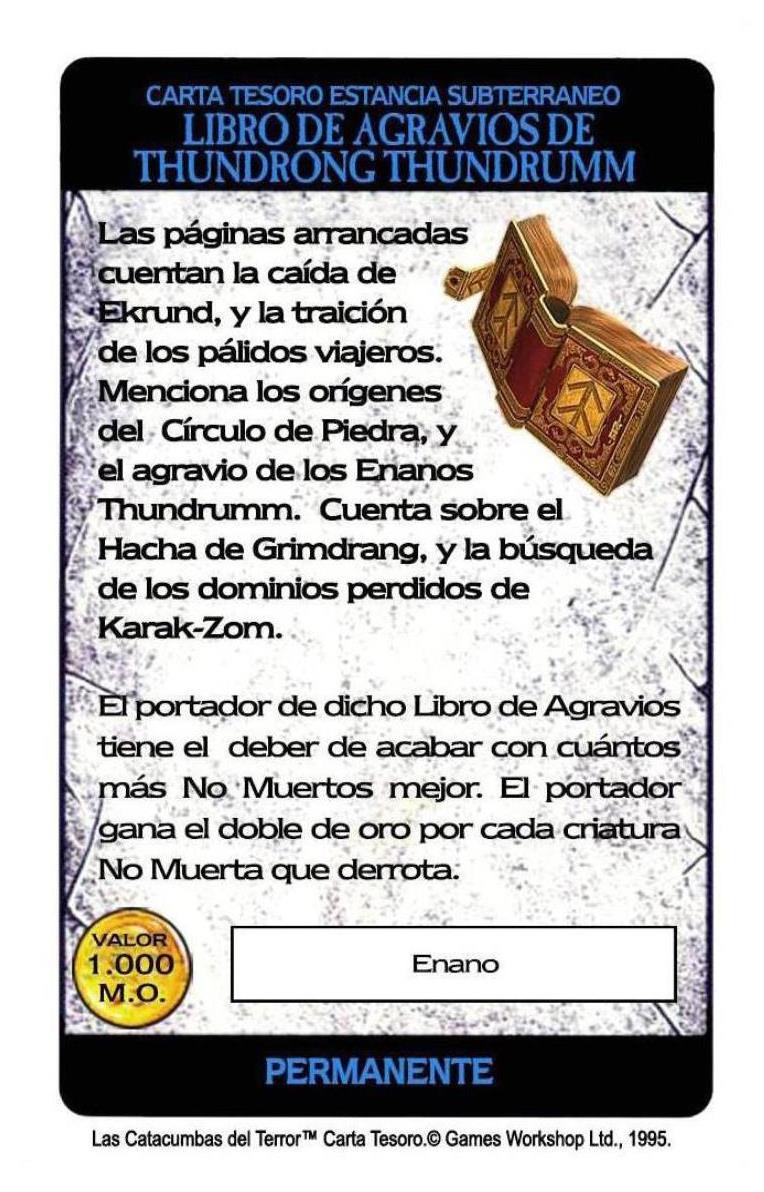 CARTA TESORO ESTANCIA SUBTERRANEO
LIBRO DE AGRAVIOS DE
THUNDRONG THUNDRUMM
Las páginas arrancadas
cuentan la caída de
Ekrund, y la traición
de los pálidos viajeros.
Menciona los orígenes
del Círculo de Piedra, y
el agravio de los Enanos
Thundrumm. Cuenta sobre el
Hacha de Grimdrang, y la búsqueda
de los dominios perdidos de
Karak-Zom.
El portador de dicho Libro de Agravios
tiene el deber de acabar con cuántos
más No Muertos mejor. El portador
gana el doble de oro por cada criatura
No Muerta que derrota.
VALOR
1.000
M.O.
Enano
PERMANENTE
Las Catacumbas del Terror™ Carta Tesoro.© Games Workshop Ltd., 1995.